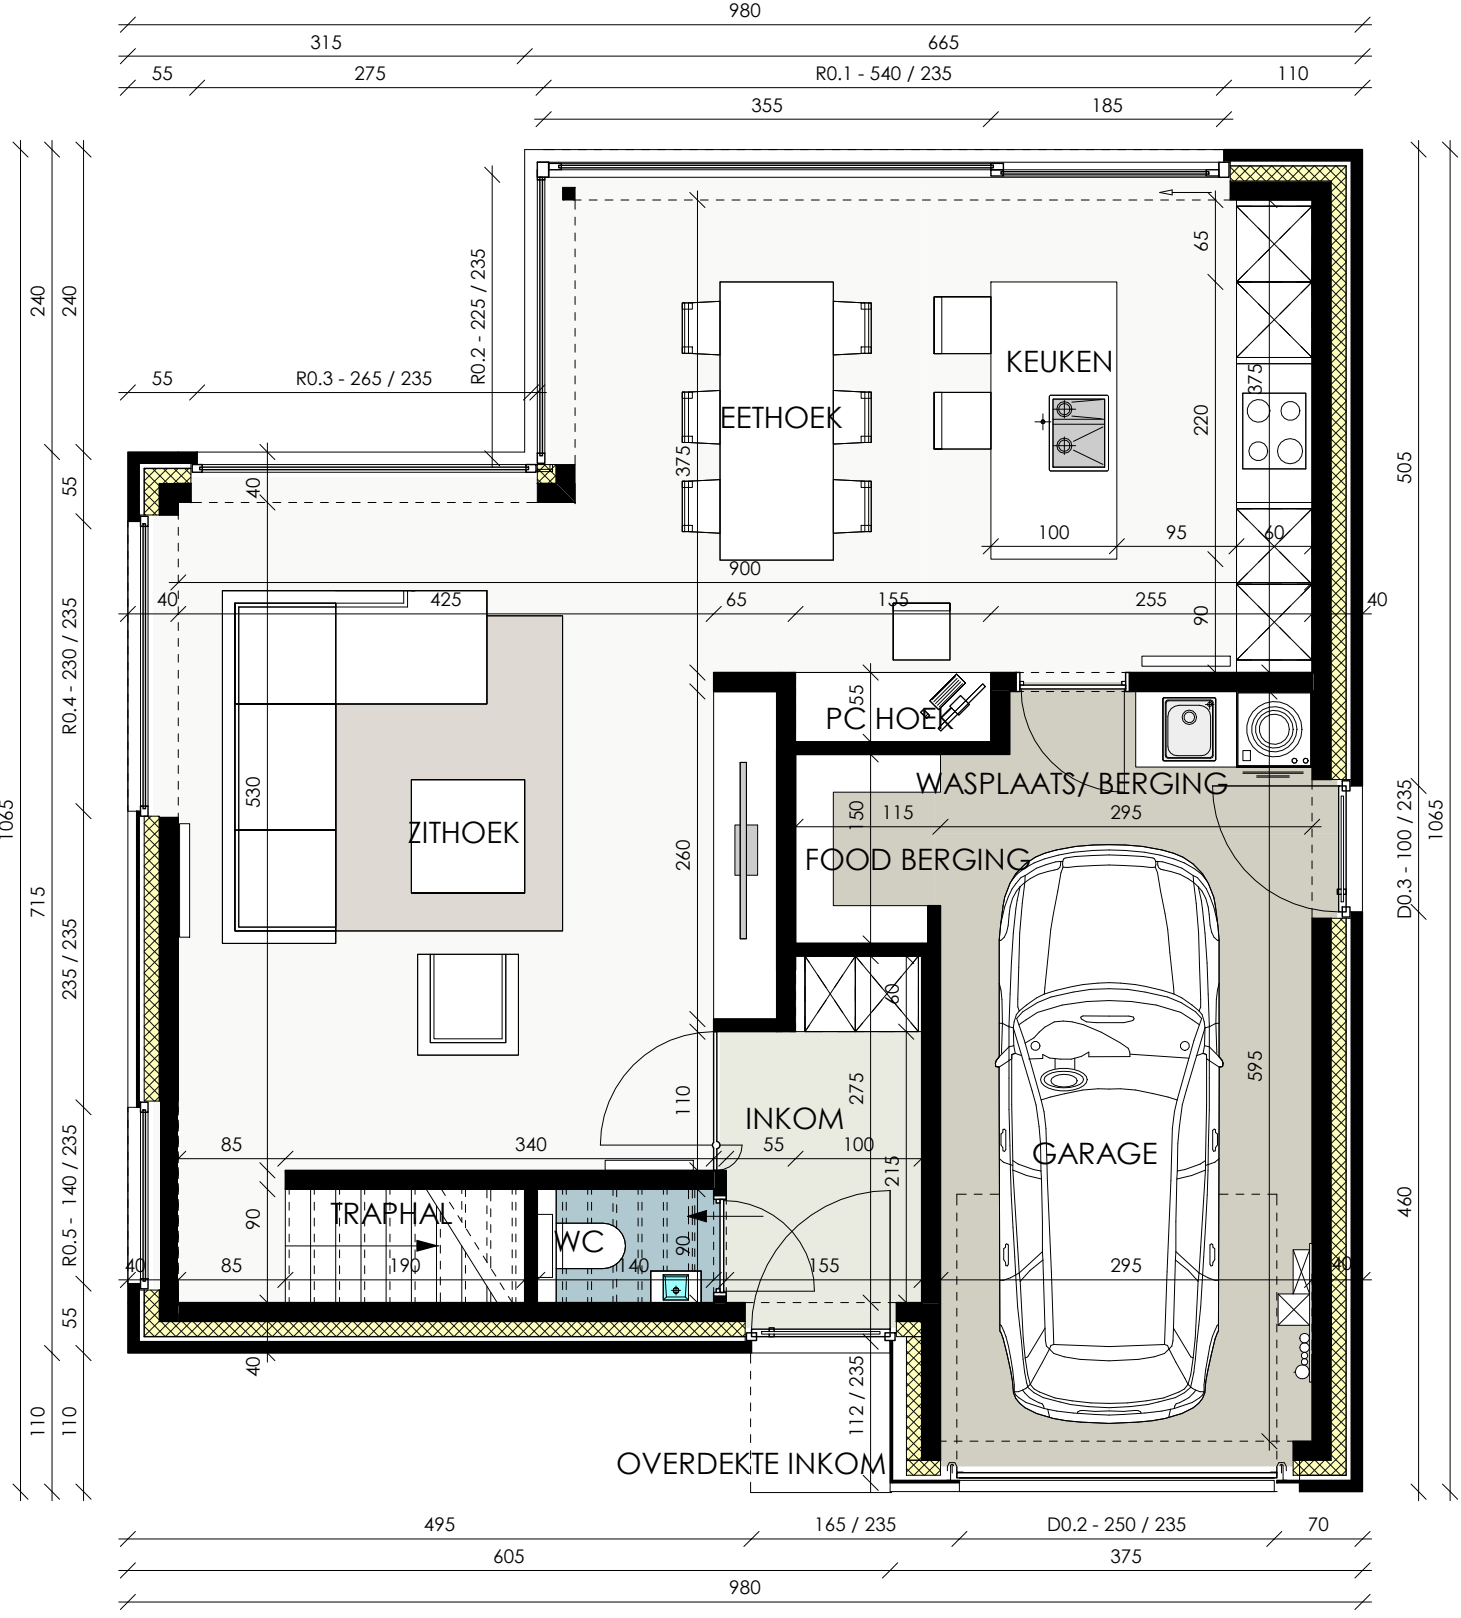 980
315 665
55 275 R0.1 - 540 / 235 110
355 185
240
240
R0.2 - 225 / 235
65
55 R0.3 - 265 / 235
KEUKEN
375
EETHOEK
220
375
505
55
40
100 95 60
900
40 425 65 155 255 40
90
R0.4 - 230 / 235
55
PC HOEK
WASPLAATS/ BERGING
530
1065
ZITHOEK
150
115 295
D0.3 - 100 / 235
1065
260
FOOD BERGING
715
235 / 235
60
595
110
275
INKOM
85 340 55 100
GARAGE
215
R0.5 - 140 / 235
90
TRAPHAL
WC
90
460
40 85 190 140 155 295 40
55
40
110
110
112 / 235
OVERDEKTE INKOM
495 165 / 235 D0.2 - 250 / 235 70
605 375
980